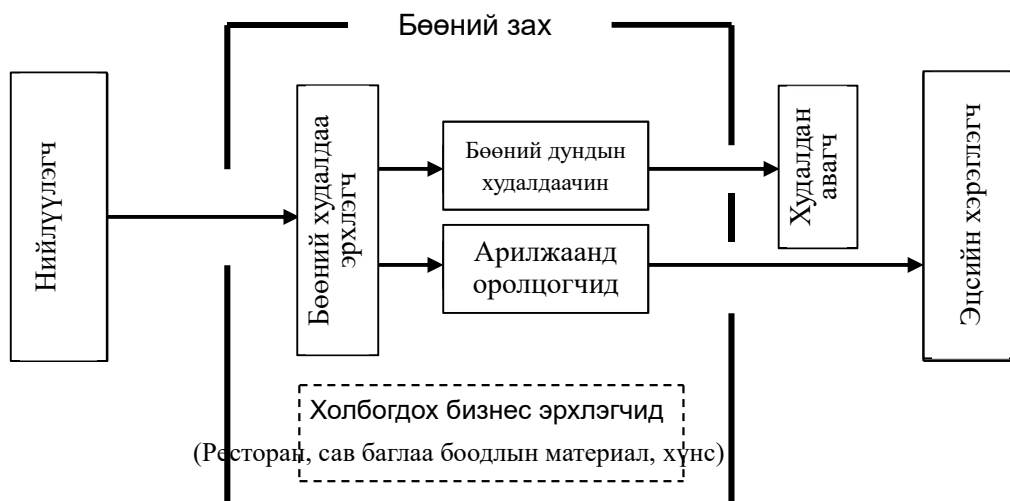 Бөөний зах
Нийлүүлэгч
Бөөний худалдаа
эрхлэгч
Бөөний дундын
худалдаачин
Арилжаанд
оролцогчид
Худалдан
авагч
Эцсийн хэрэглэгч
Холбогдох бизнес эрхлэгчид
(Ресторан, сав баглаа боодлын материал, хүнс)